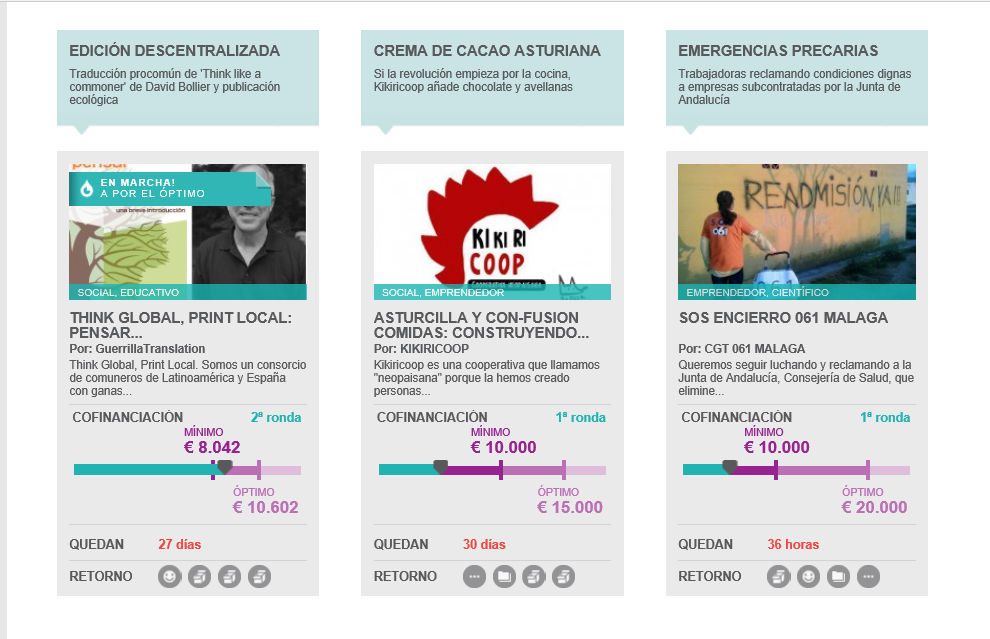 EDICIÓN DESCENTRALIZADA
Traducción procomún de 'Think like a
commoner' de David Bollier y publicación
ecológica
EN MARCHA!
A POR EL ÓPTIMO
una breve introducción
SOCIAL, EDUCATIVO
THINK GLOBAL, PRINT LOCAL:
PENSAR...
Por: GuerrillaTranslation
Think Global, Print Local. Somos un consorcio
de comuneros de Latinoamérica y España
con ganas...
COFINANCIACIÓN 2ª ronda
MÍNIMO
€ 8.042
ÓPTIMO
€ 10.602
QUEDAN 27 días
RETORNO
CREMA DE CACAO ASTURIANA
Si la revolución empieza por la cocina,
Kikiricoop añade chocolate y avellanas
KIKIRI
COOP
SOCIAL, EMPRENDEDOR
ASTURCILLA Y CON-FUSION
COMIDAS: CONSTRUYENDO...
Por: KIKIRICOOP
Kikiricoop es una cooperativa que llamamos
"neopaisana" porque la hemos creado
personas...
COFINANCIACIÓN 1ª ronda
MÍNIMO
€ 10.000
ÓPTIMO
€ 15.000
QUEDAN 30 días
RETORNO
EMERGENCIAS PRECARIAS
Trabajadoras reclamando condiciones dignas
a empresas subcontratadas por la Junta de
Andalucía
READMISIÓN, YA!!!
061
EMPRENDEDOR, CIENTÍFICO
SOS ENCIERRO 061 MALAGA
Por: CGT 061 MALAGA
Queremos seguir luchando y reclamando a la
Junta de Andalucía, Consejería de Salud, que
elimine...
COFINANCIACIÓN 1ª ronda
MÍNIMO
€ 10.000
ÓPTIMO
€ 20.000
QUEDAN 36 horas
RETORNO